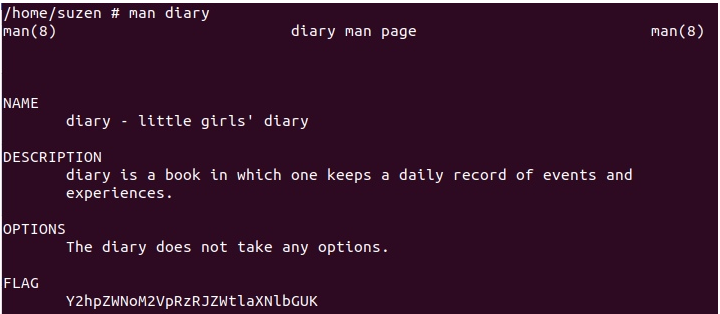 /home/suzen # man diary
man(8) diary man page man(8)
NAME
diary - little girls' diary
DESCRIPTION
diary is a book in which one keeps a daily record of events and
experiences.
OPTIONS
The diary does not take any options.
FLAG
Y2hpZWNoM2VpRzRJZWtlaXNlbGUK